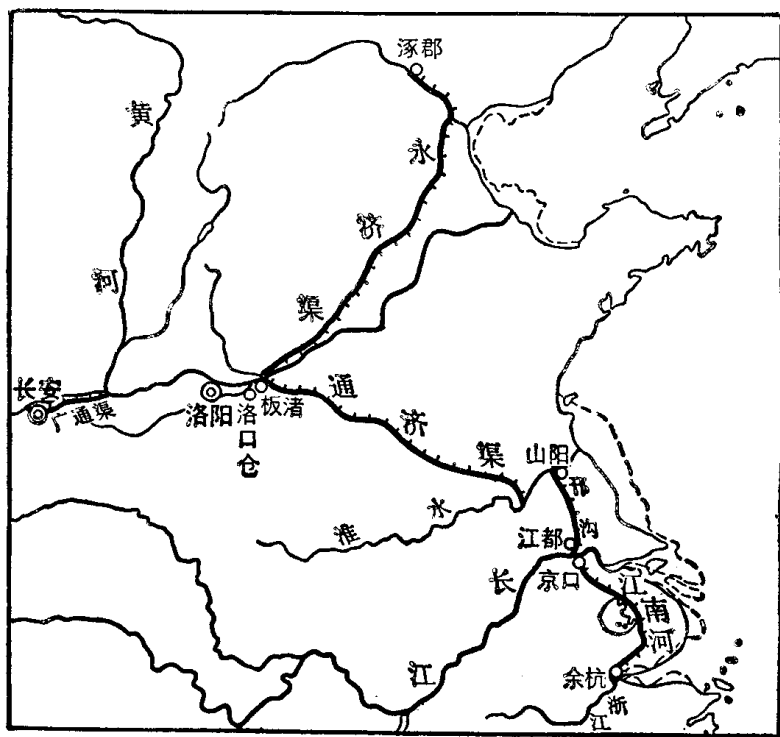 涿郡
黄河
永济渠
长安
广通渠
洛阳
洛口仓
板渚
通济渠
山阳
邗沟
淮水
江都
京口
长江
江南河
余杭
浙江